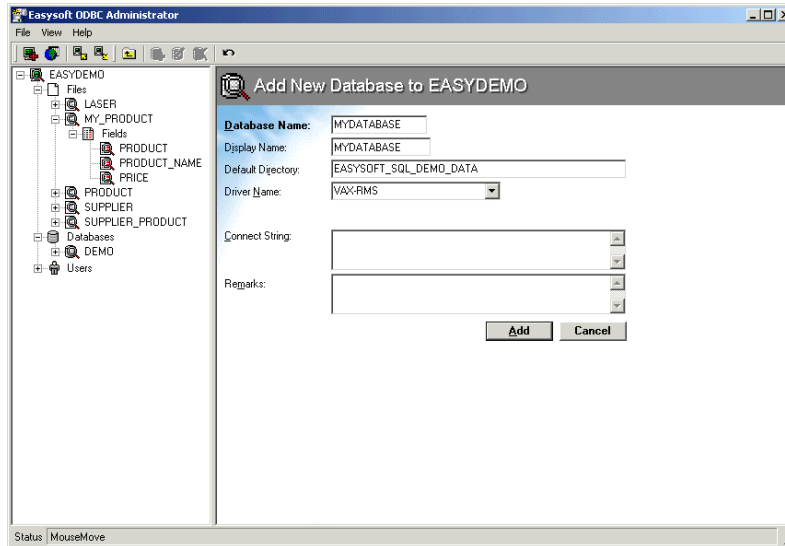 Easysoft ODBC Administrator
File View Help
EASYDEMO
Files
LASER
MY_PRODUCT
Fields
PRODUCT
PRODUCT_NAME
PRICE
PRODUCT
SUPPLIER
SUPPLIER_PRODUCT
Databases
DEMO
Users
Add New Database to EASYDEMO
Database Name: MYDATABASE
Display Name: MYDATABASE
Default Directory: EASYSOFT_SQL_DEMO_DATA
Driver Name: VAX-RMS
Connect String:
Remarks:
Add Cancel
Status MouseMove